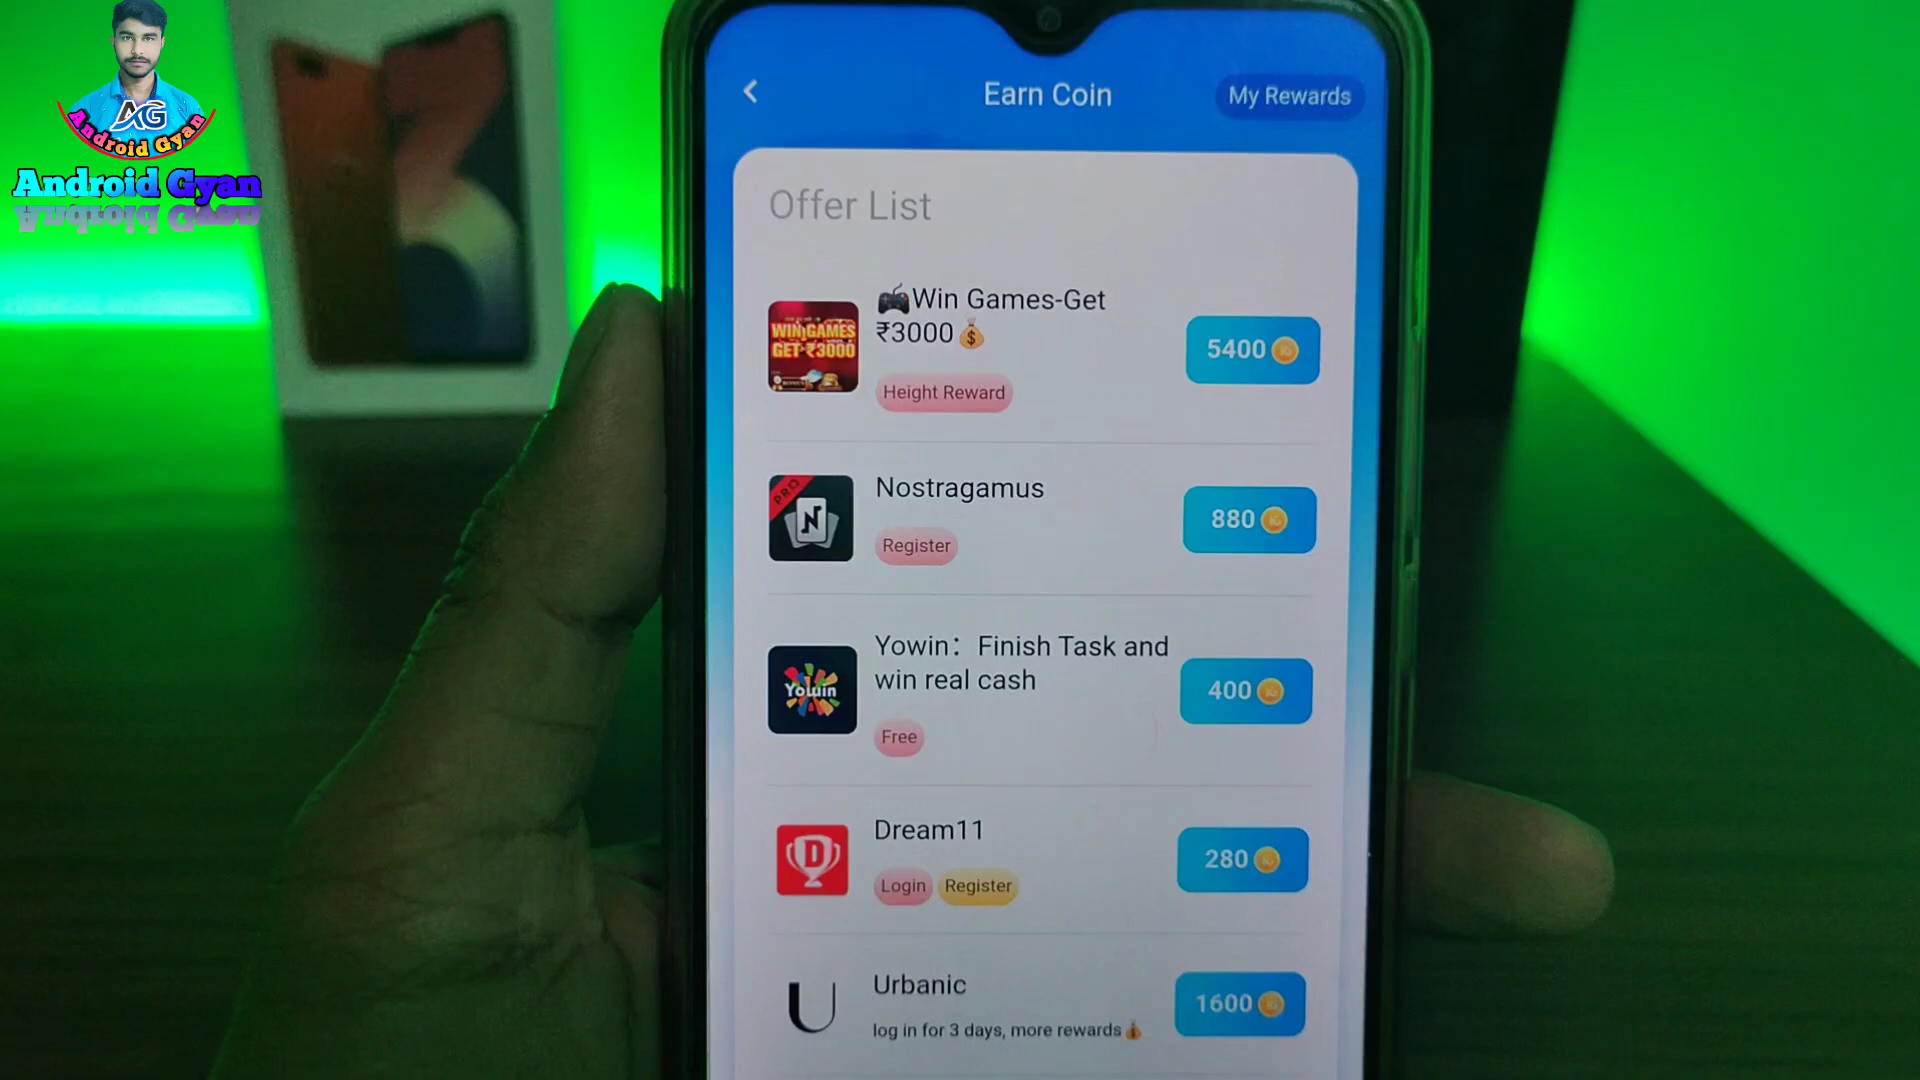 AG
Android Gyan
Android Gyan
Earn Coin
My Rewards
Offer List
🎮Win Games-Get
₹3000💰
WIN GAMES
GET ₹3000
Height Reward
5400
PRO
N
Nostragamus
Register
880
Yowin： Finish Task and
win real cash
Yowin
Free
400
D
Dream11
Login Register
280
U
Urbanic
log in for 3 days, more rewards💰
1600